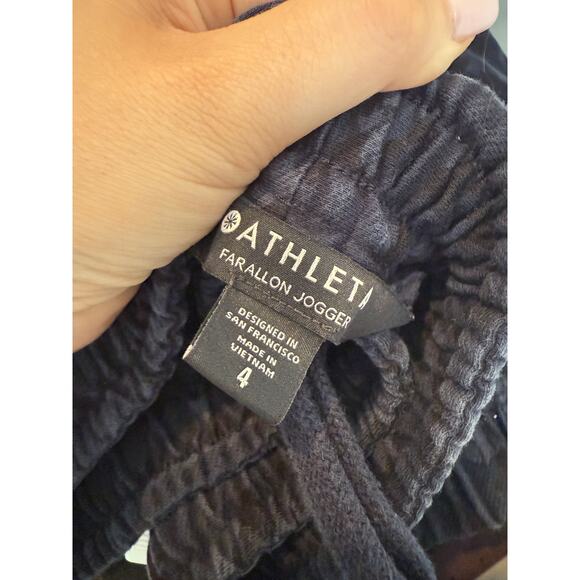 ATHLETA
FARALLON JOGGER
DESIGNED IN
SAN FRANCISCO
MADE IN
VIETNAM
4